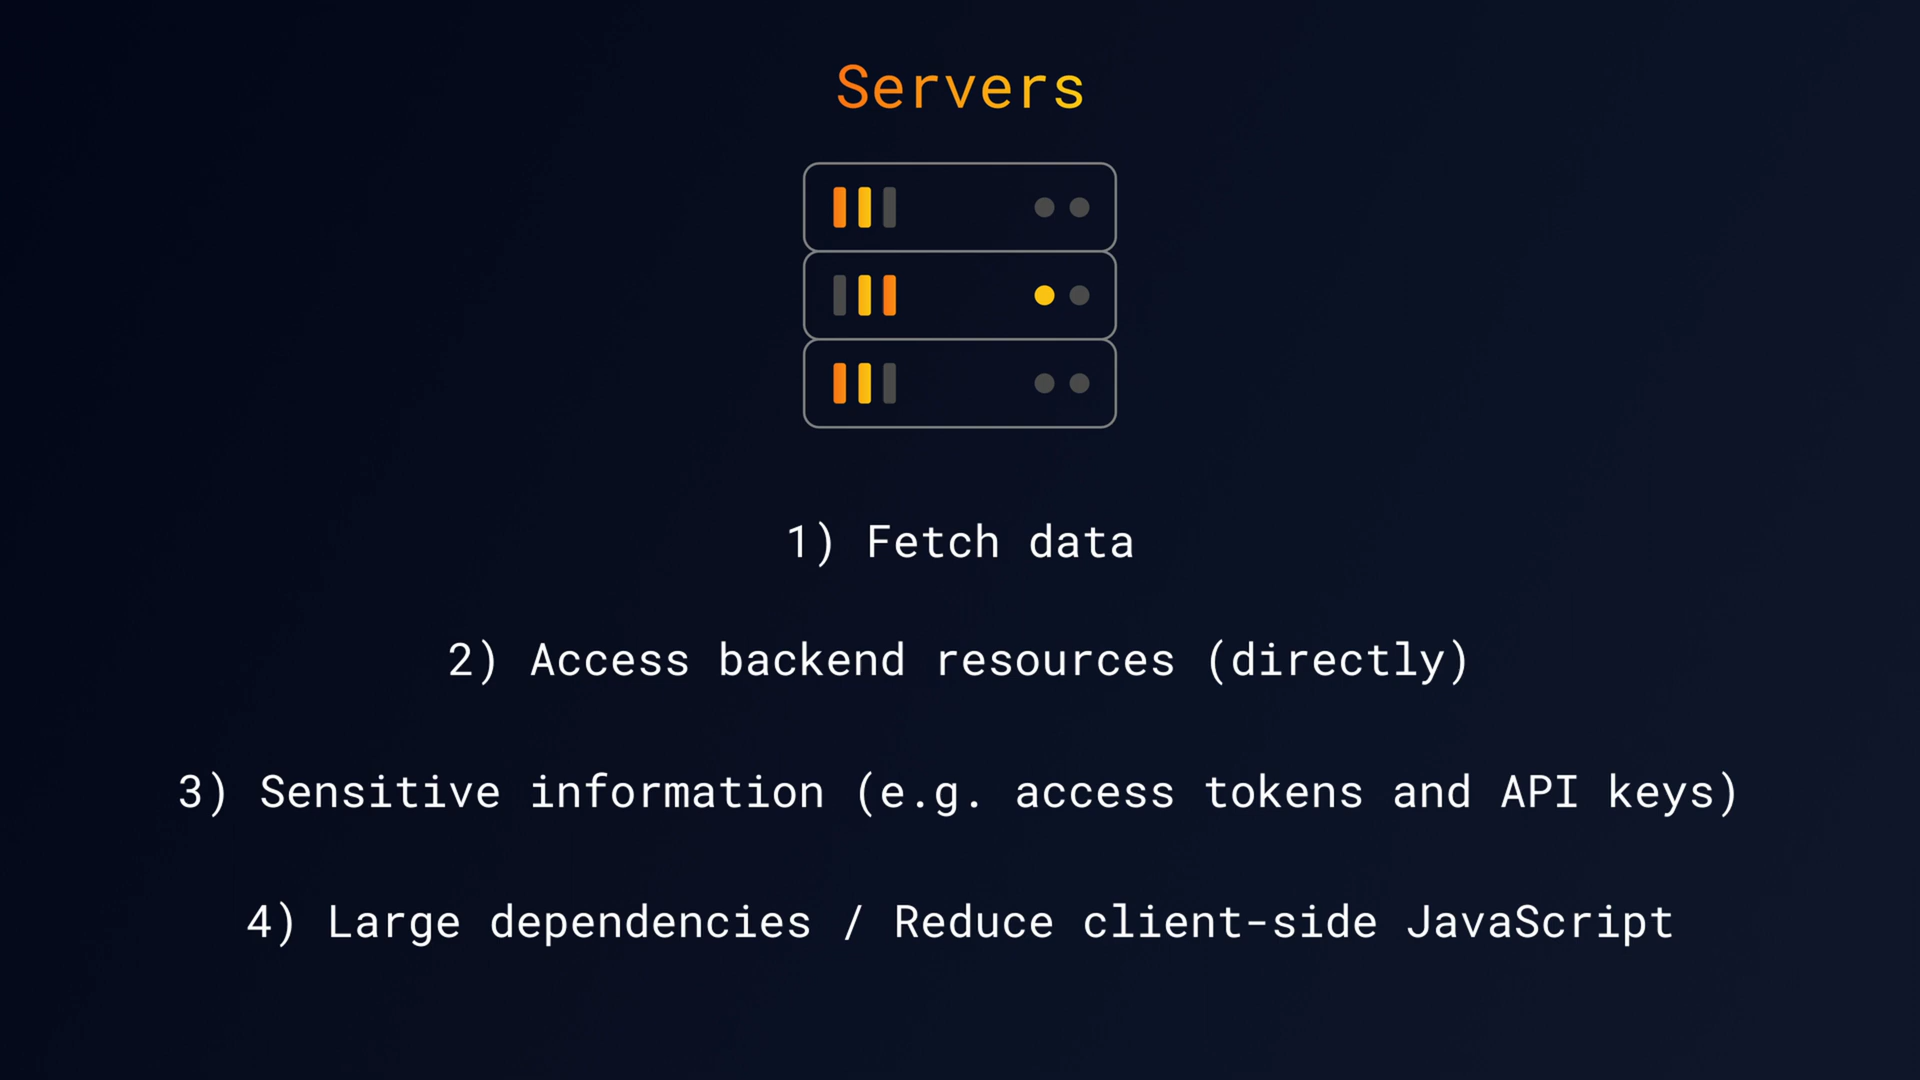 Servers
1) Fetch data
2) Access backend resources (directly)
3) Sensitive information (e.g. access tokens and API keys)
4) Large dependencies / Reduce client-side JavaScript